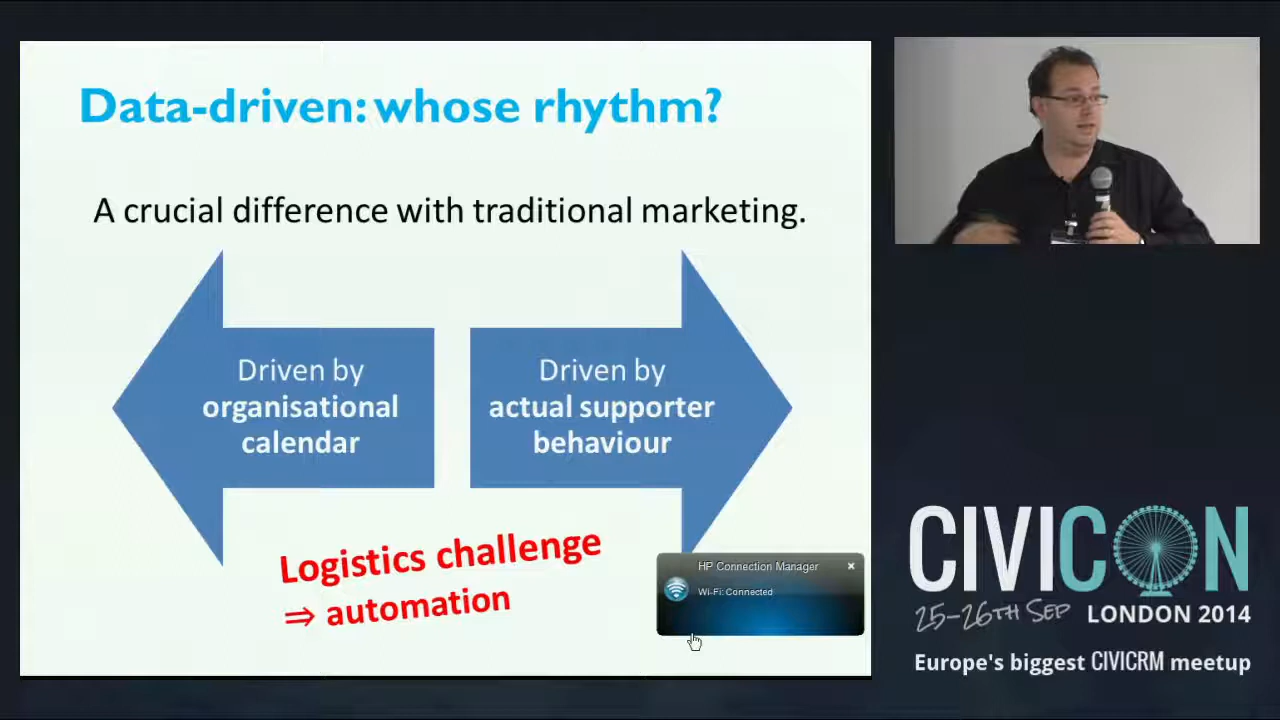 Data-driven: whose rhythm?
A crucial difference with traditional marketing.
Driven by
organisational
calendar
Driven by
actual supporter
behaviour
Logistics challenge
⇒ automation
HP Connection Manager
Wi-Fi: Connected
CIVICON
25-26TH SEP LONDON 2014
Europe's biggest CIVICRM meetup